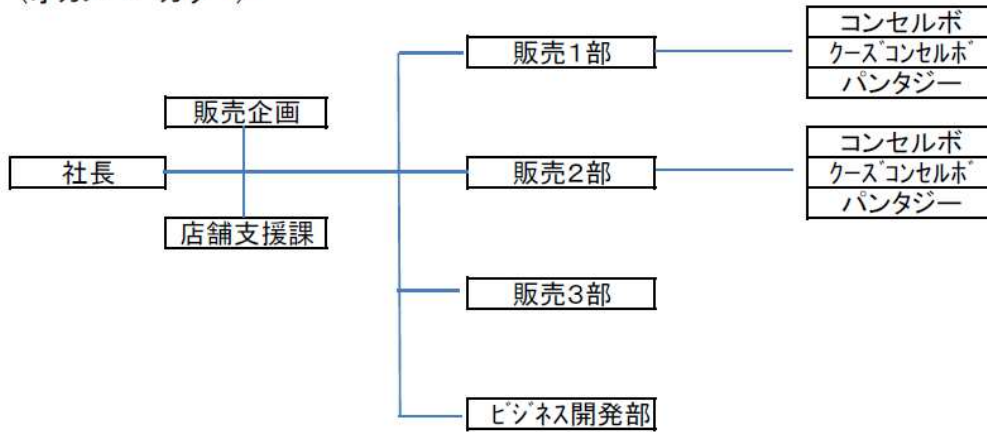 販売1部
コンセルボ
クーズコンセルボ
パンタジー
販売企画
社長
販売2部
コンセルボ
クーズコンセルボ
パンタジー
店舗支援課
販売3部
ビジネス開発部